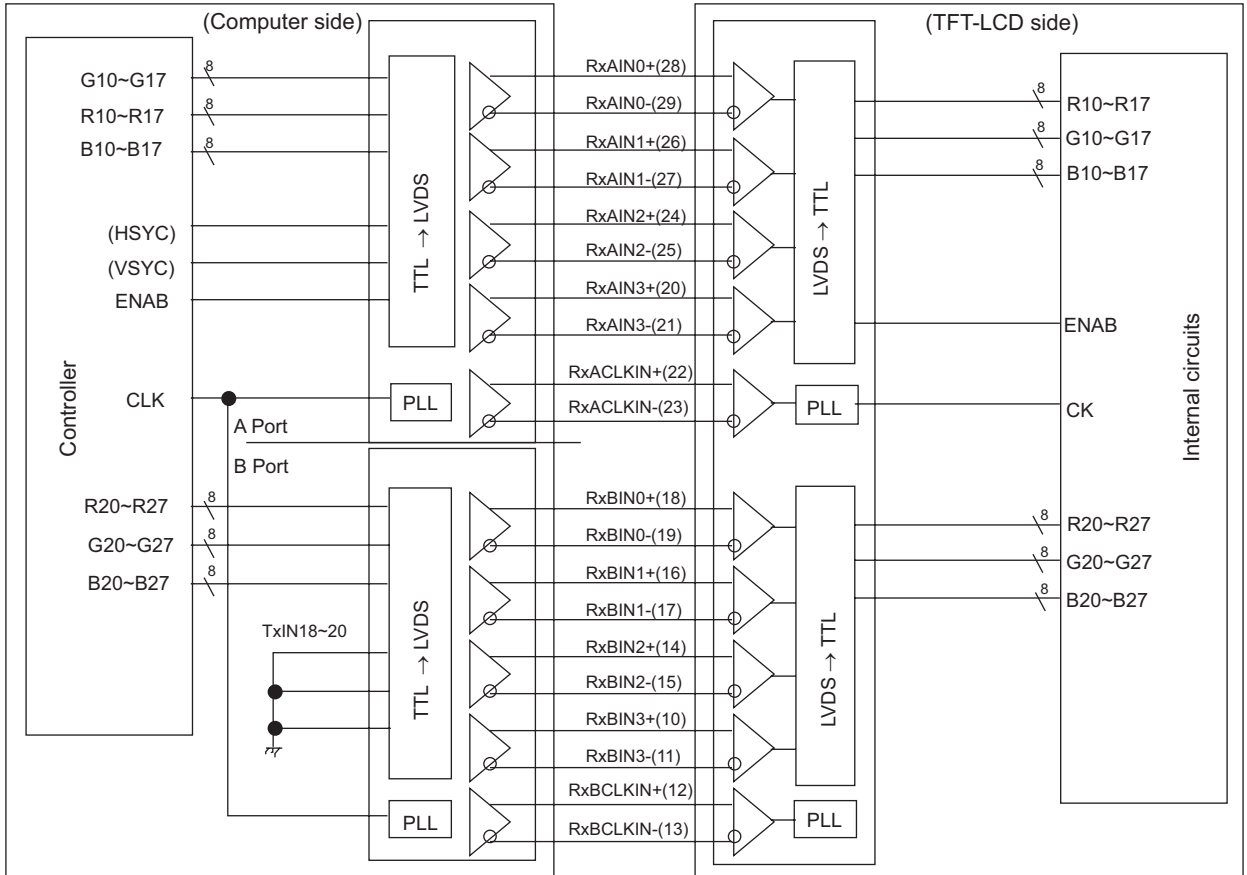 (Computer side)
(TFT-LCD side)
Controller
G10~G17
8
R10~R17
8
B10~B17
8
(HSYC)
(VSYC)
ENAB
CLK
TTL → LVDS
PLL
A Port
B Port
R20~R27
8
G20~G27
8
B20~B27
8
TxIN18~20
TTL → LVDS
PLL
RxAIN0+(28)
RxAIN0-(29)
RxAIN1+(26)
RxAIN1-(27)
RxAIN2+(24)
RxAIN2-(25)
RxAIN3+(20)
RxAIN3-(21)
RxACLKIN+(22)
RxACLKIN-(23)
RxBIN0+(18)
RxBIN0-(19)
RxBIN1+(16)
RxBIN1-(17)
RxBIN2+(14)
RxBIN2-(15)
RxBIN3+(10)
RxBIN3-(11)
RxBCLKIN+(12)
RxBCLKIN-(13)
LVDS → TTL
PLL
LVDS → TTL
PLL
8
R10~R17
8
G10~G17
8
B10~B17
ENAB
CK
8
R20~R27
8
G20~G27
8
B20~B27
Internal circuits